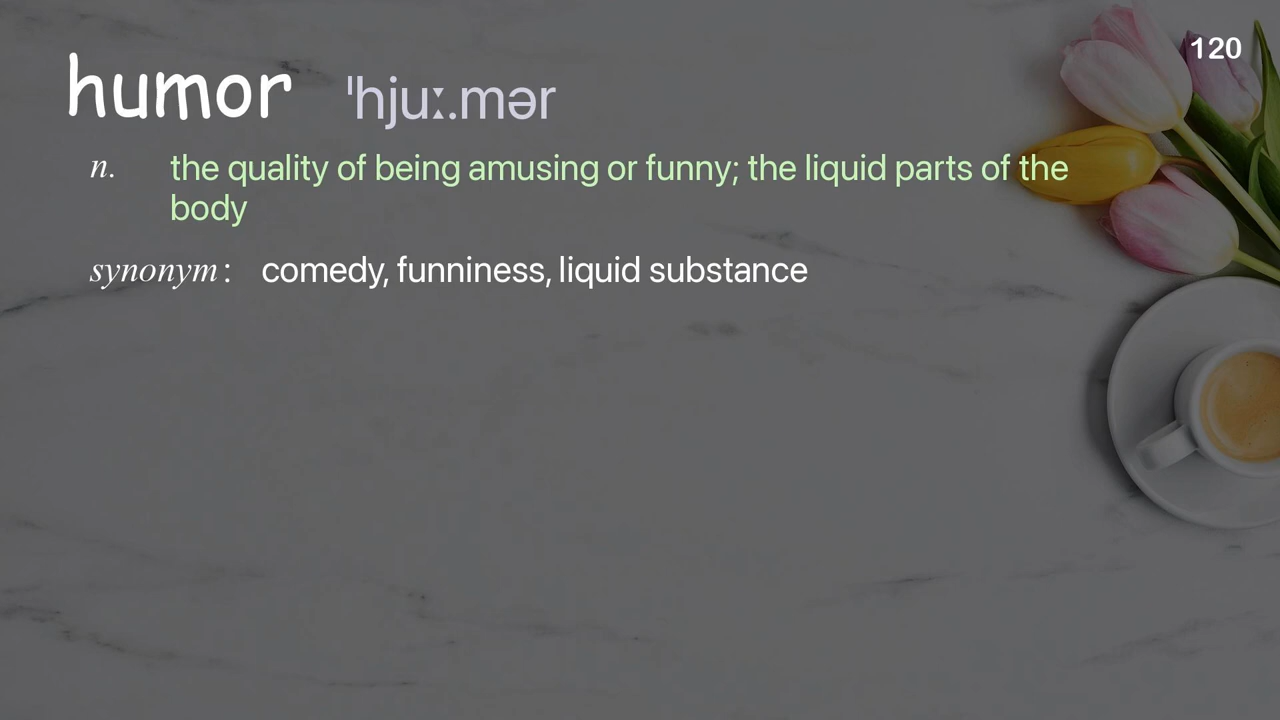 120
humor ˈhjuː.mər
n. the quality of being amusing or funny; the liquid parts of the
body
synonym: comedy, funniness, liquid substance